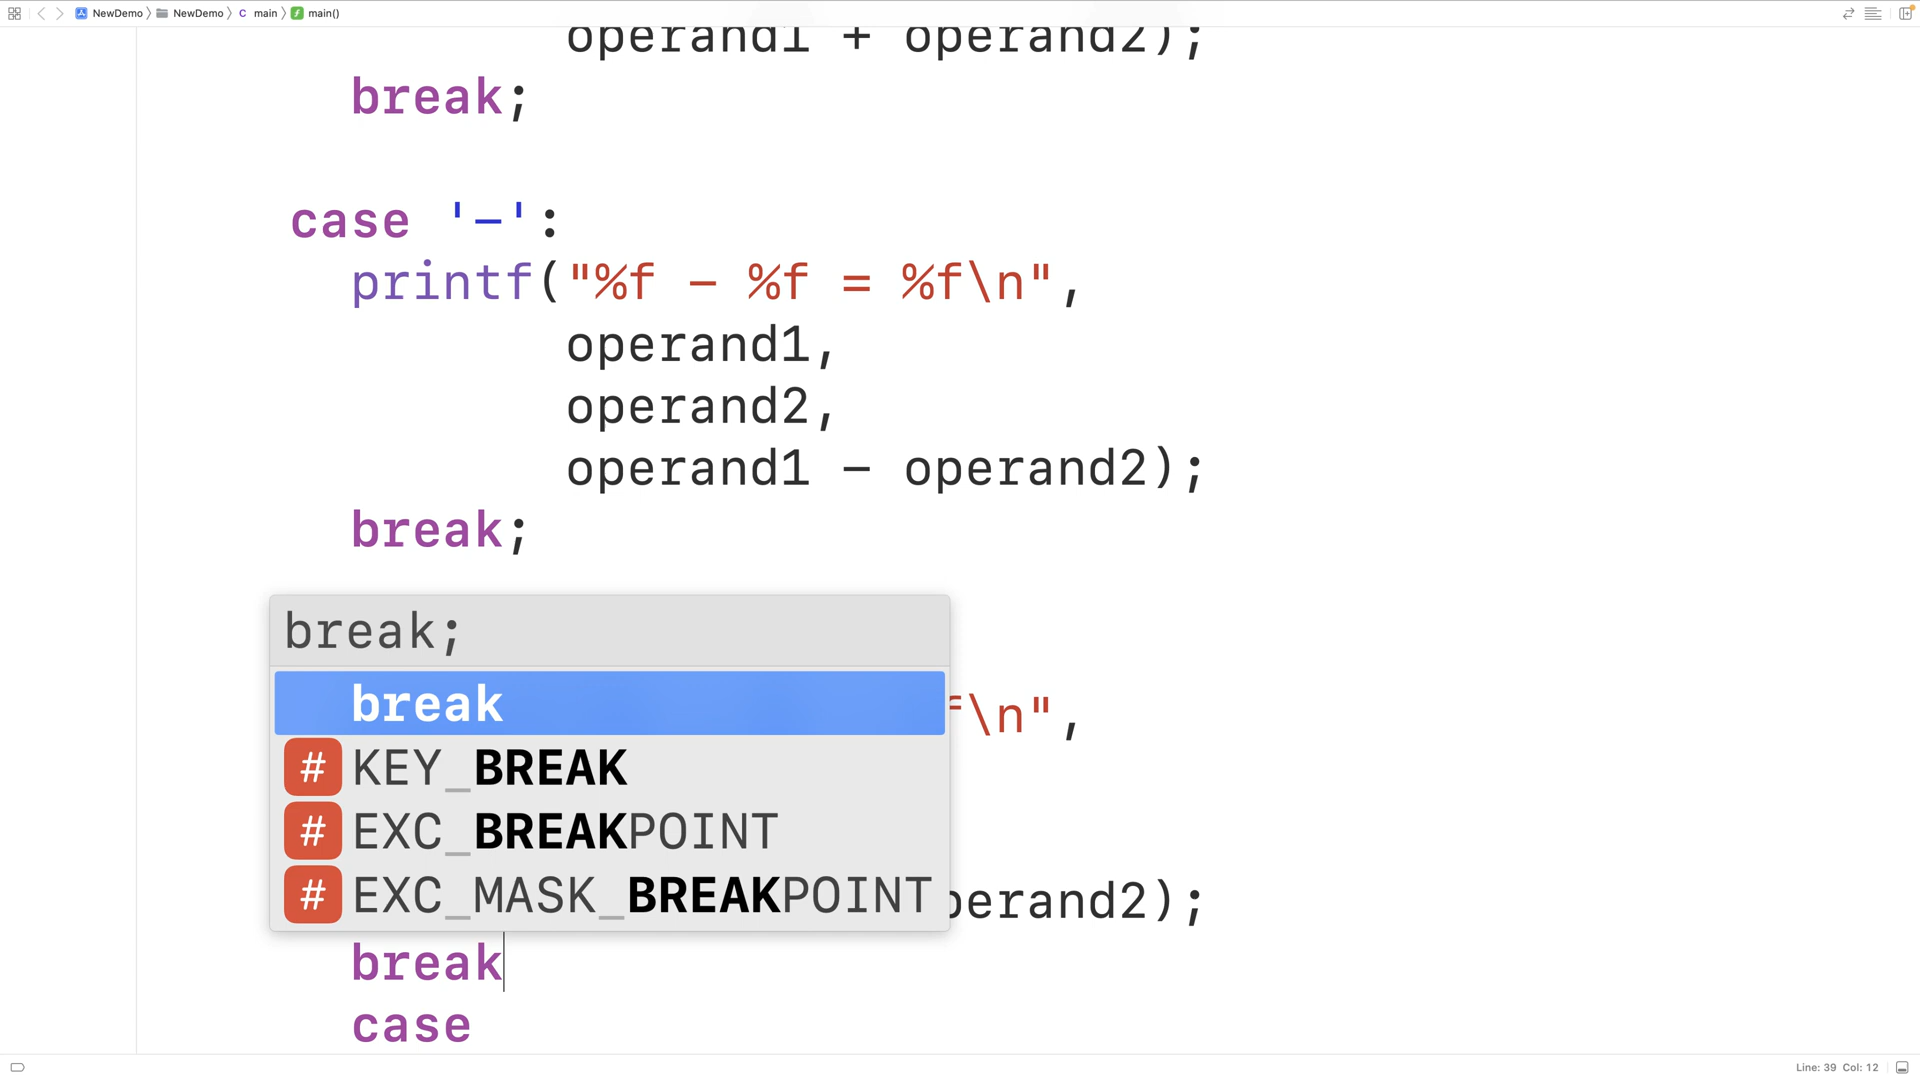 NewDemo > NewDemo > C main > f main()
operand1 + operand2);
break;
case '-':
printf("%f - %f = %f\n",
operand1,
operand2,
operand1 - operand2);
break;
break;
break
f\n",
# KEY_BREAK
# EXC_BREAKPOINT
# EXC_MASK_BREAKPOINT
operand2);
break
case
Line: 39 Col: 12